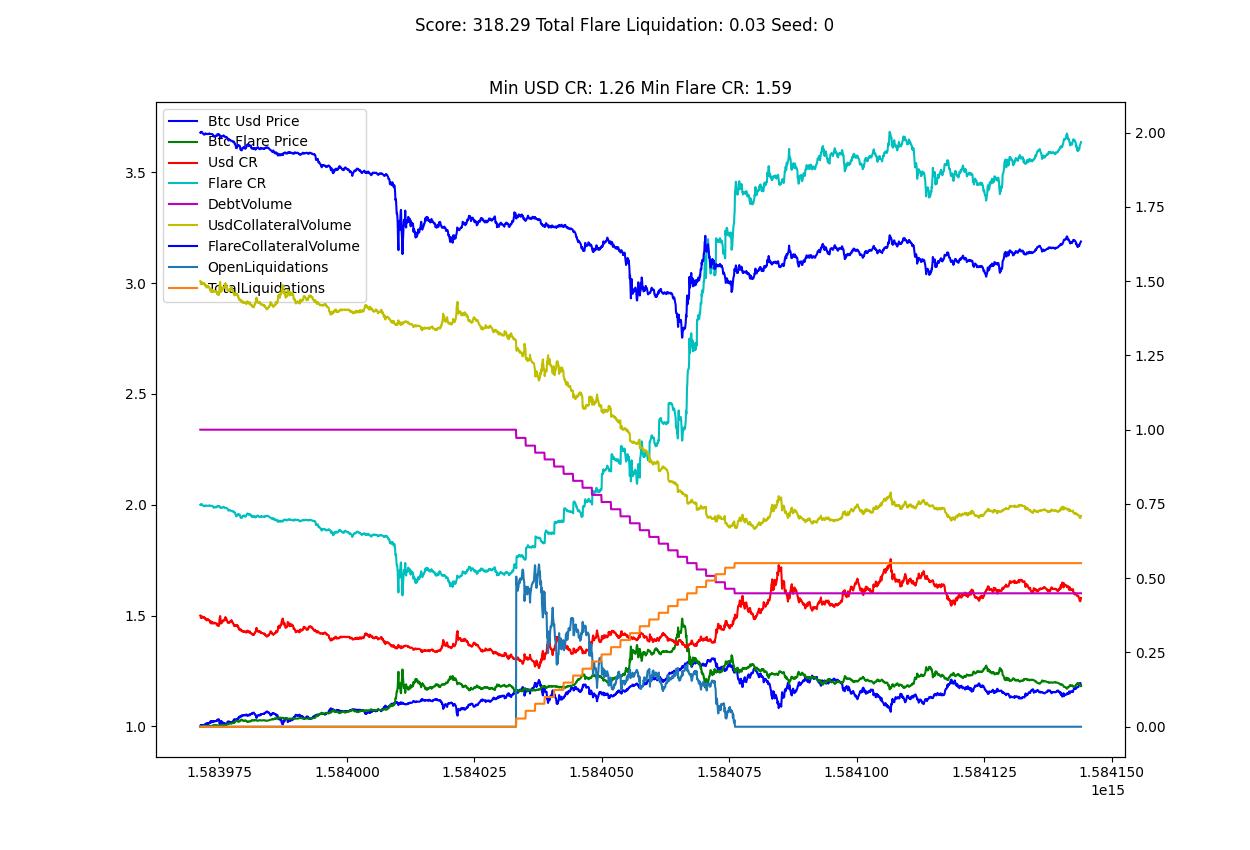 Score: 318.29 Total Flare Liquidation: 0.03 Seed: 0
Min USD CR: 1.26 Min Flare CR: 1.59
Btc Usd Price
Btc Flare Price
Usd CR
Flare CR
DebtVolume
UsdCollateralVolume
FlareCollateralVolume
OpenLiquidations
TotalLiquidations
3.5
3.0
2.5
2.0
1.5
1.0
2.00
1.75
1.50
1.25
1.00
0.75
0.50
0.25
0.00
1.583975 1.584000 1.584025 1.584050 1.584075 1.584100 1.584125 1.584150
1e15